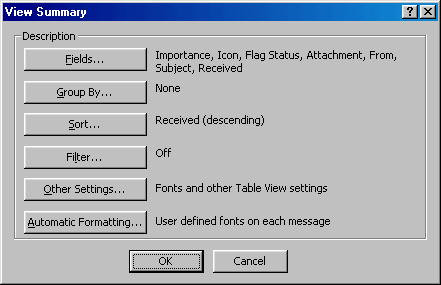 View Summary
Description
Fields...
Importance, Icon, Flag Status, Attachment, From,
Subject, Received
Group By...
None
Sort...
Received (descending)
Filter...
Off
Other Settings...
Fonts and other Table View settings
Automatic Formatting...
User defined fonts on each message
OK
Cancel